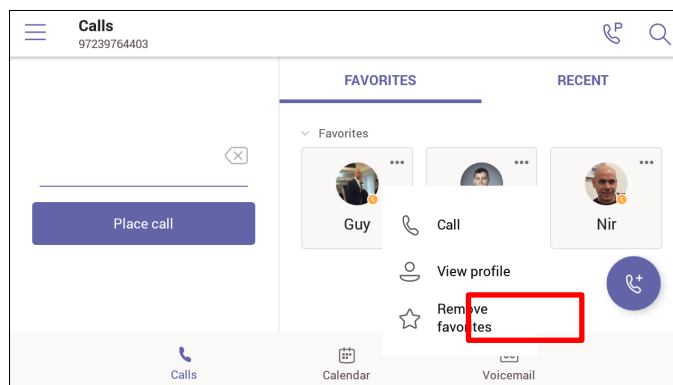 Calls
97239764403
P
FAVORITES
RECENT
Favorites
Place call
Guy
Nir
Call
View profile
Remove
favorites
Calls
Calendar
Voicemail